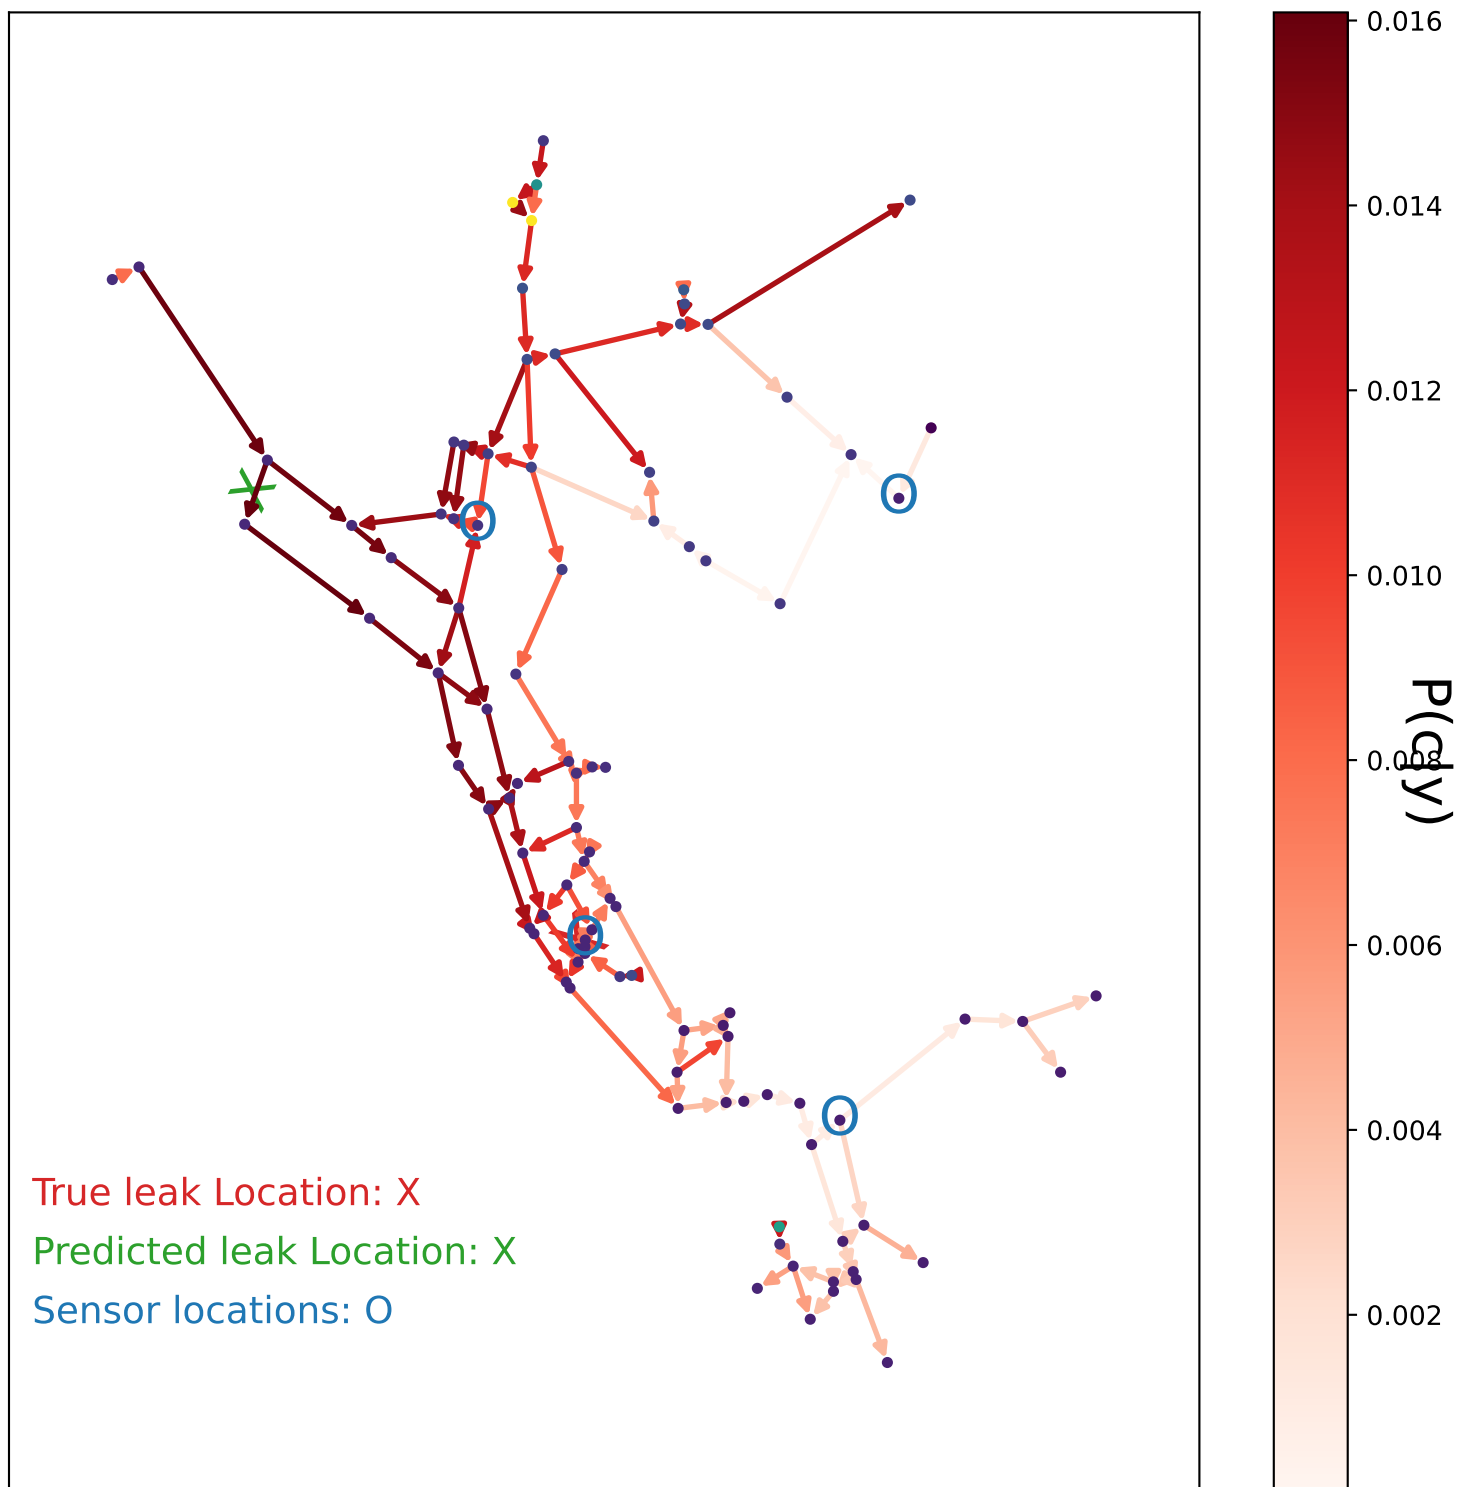 X
O
O
O
O
True leak Location: X
Predicted leak Location: X
Sensor locations: O
0.016
0.014
0.012
0.010
0.008
0.006
0.004
0.002
P(c|y)